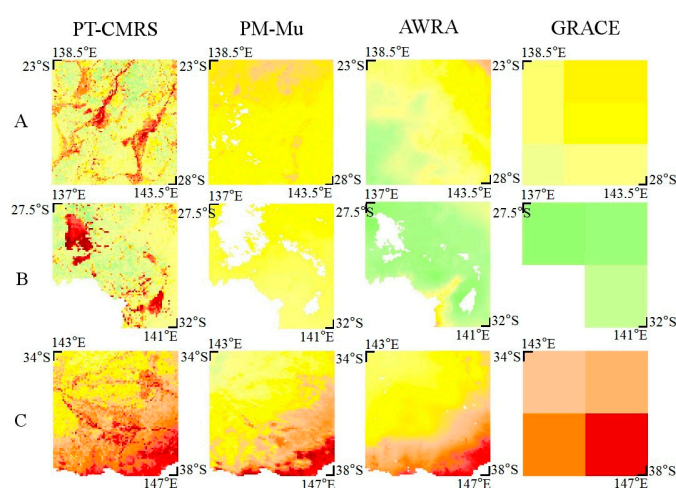 PT-CMRS PM-Mu AWRA GRACE
138.5°E 138.5°E 138.5°E 138.5°E
23°S 23°S 23°S 23°S
A
28°S 28°S 28°S 28°S
143.5°E 143.5°E 143.5°E 143.5°E
137°E 137°E 137°E 137°E
27.5°S 27.5°S 27.5°S 27.5°S
B
32°S 32°S 32°S 32°S
141°E 141°E 141°E 141°E
143°E 143°E 143°E 143°E
34°S 34°S 34°S 34°S
C
38°S 38°S 38°S 38°S
147°E 147°E 147°E 147°E